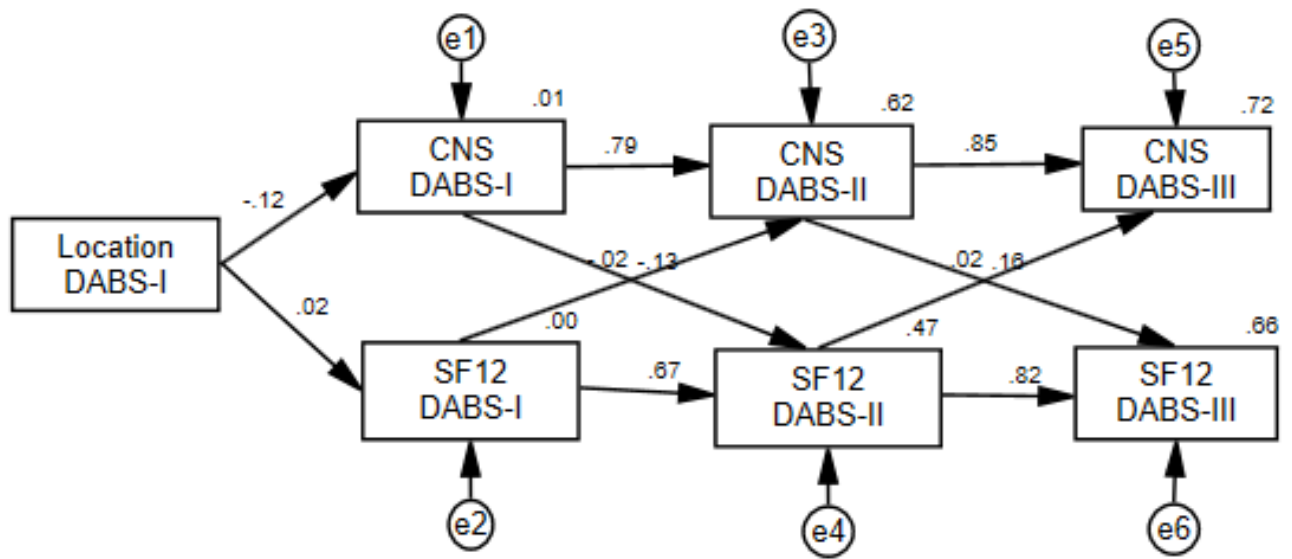 e1
e3
e5
.01
.62
.72
CNS
DABS-I
.79
CNS
DABS-II
.85
CNS
DABS-III
-.12
Location
DABS-I
.02
-.02
-.13
.02
.16
.00
.47
.66
SF12
DABS-I
.67
SF12
DABS-II
.82
SF12
DABS-III
e2
e4
e6